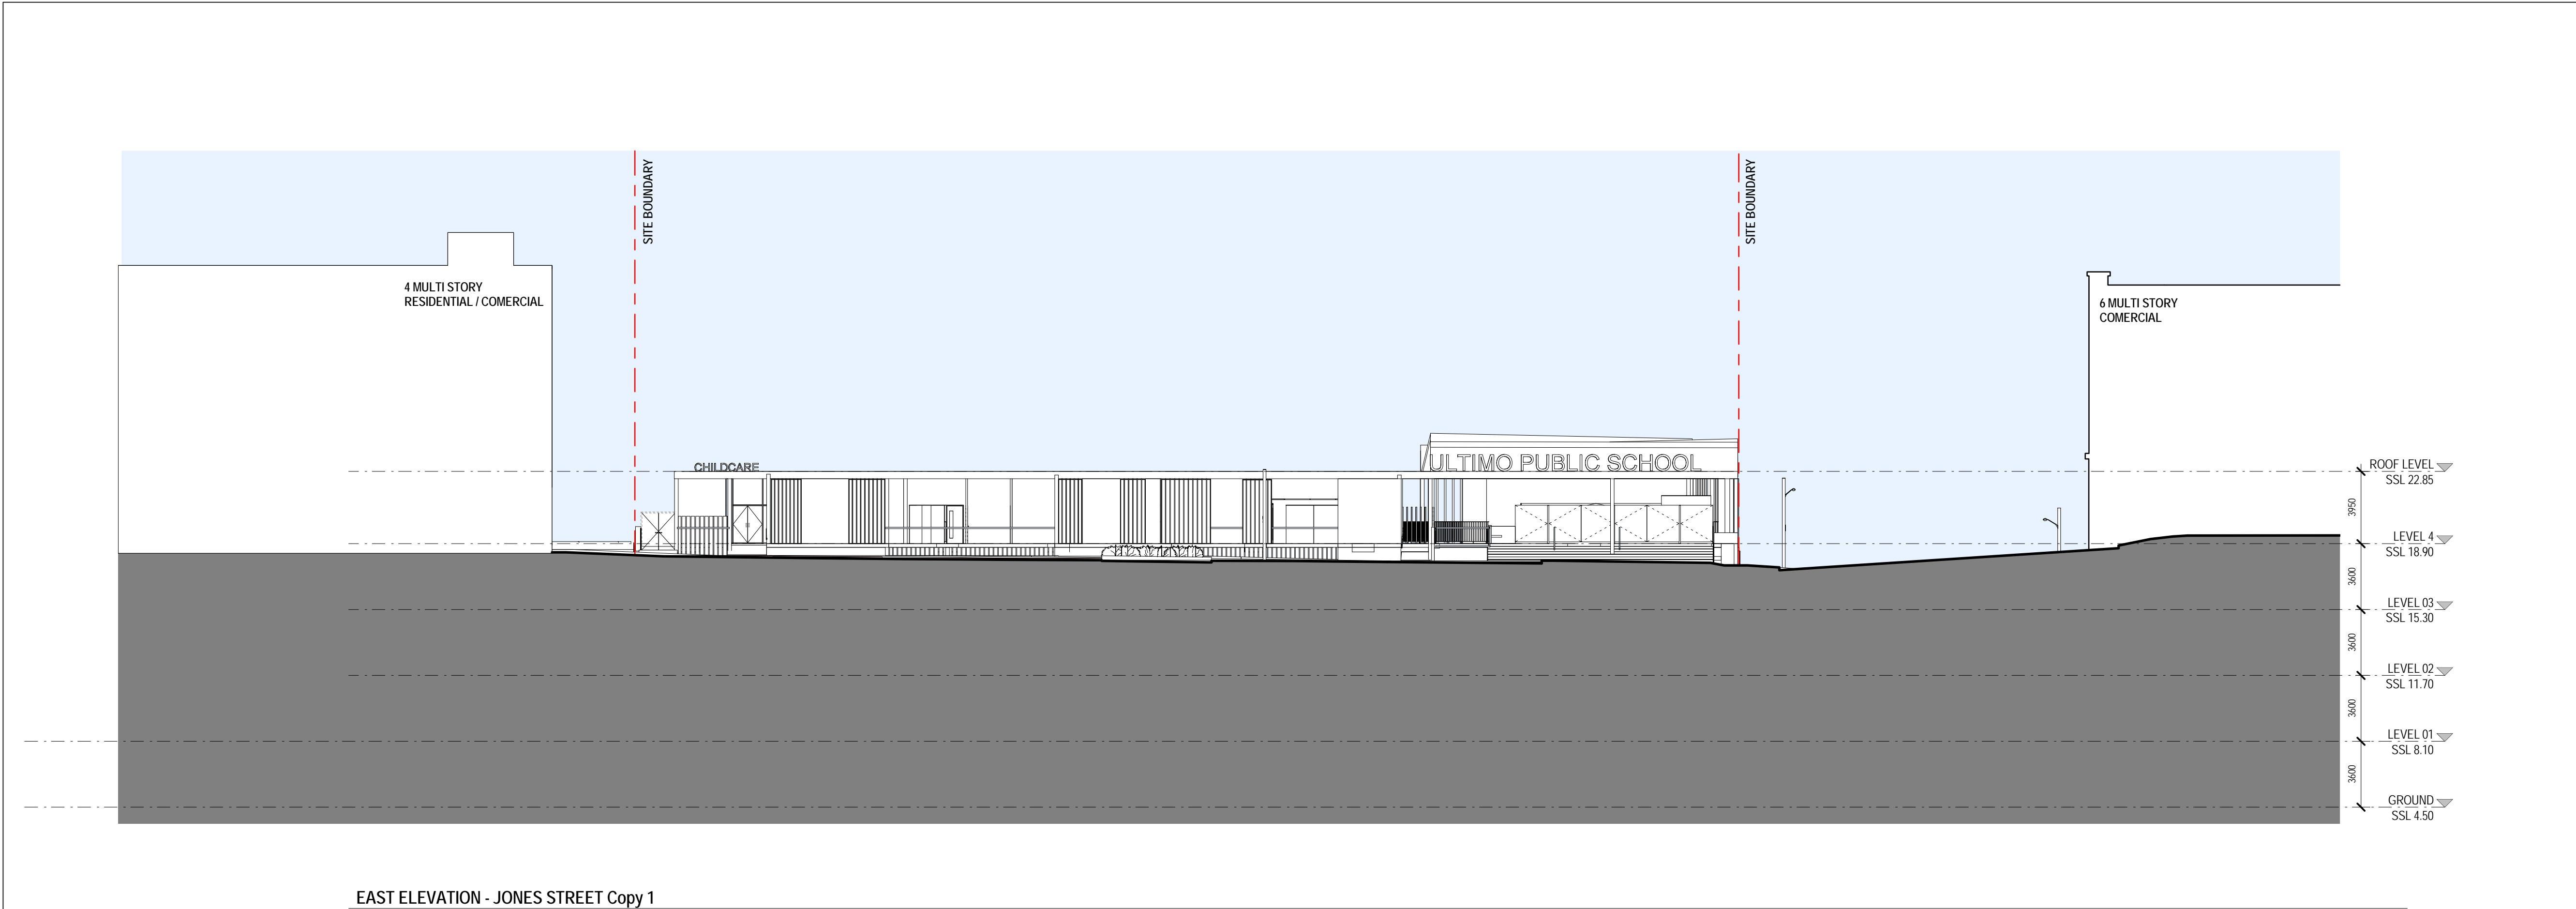 SITE BOUNDARY
SITE BOUNDARY
4 MULTI STORY
RESIDENTIAL / COMERCIAL
6 MULTI STORY
COMERCIAL
CHILDCARE
ULTIMO PUBLIC SCHOOL
ROOF LEVEL
SSL 22.85
3950
LEVEL 4
SSL 18.90
3600
LEVEL 03
SSL 15.30
3600
LEVEL 02
SSL 11.70
3600
LEVEL 01
SSL 8.10
3600
GROUND
SSL 4.50
EAST ELEVATION - JONES STREET Copy 1